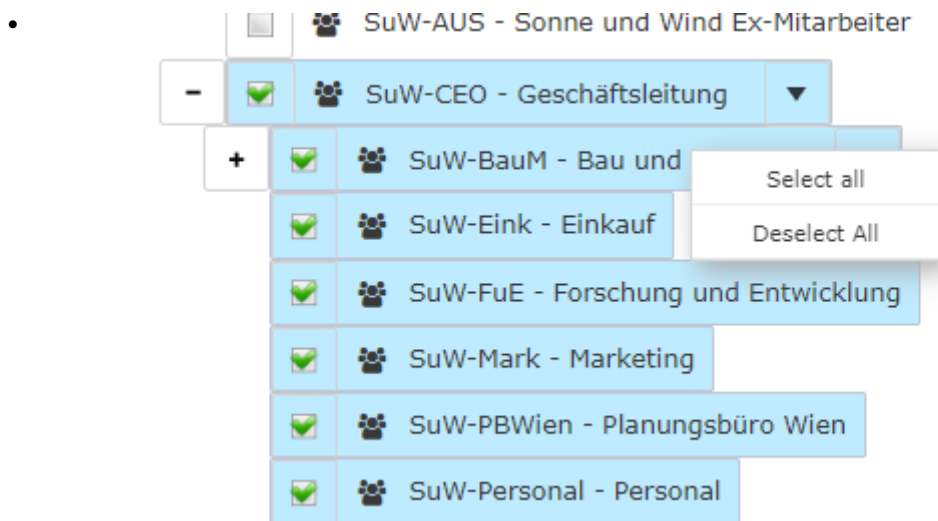 SuW-AUS - Sonne und Wind Ex-Mitarbeiter
SuW-CEO - Geschäftsleitung
SuW-BauM - Bau und
Select all
SuW-Eink - Einkauf
Deselect All
SuW-FuE - Forschung und Entwicklung
SuW-Mark - Marketing
SuW-PBWien - Planungsbüro Wien
SuW-Personal - Personal